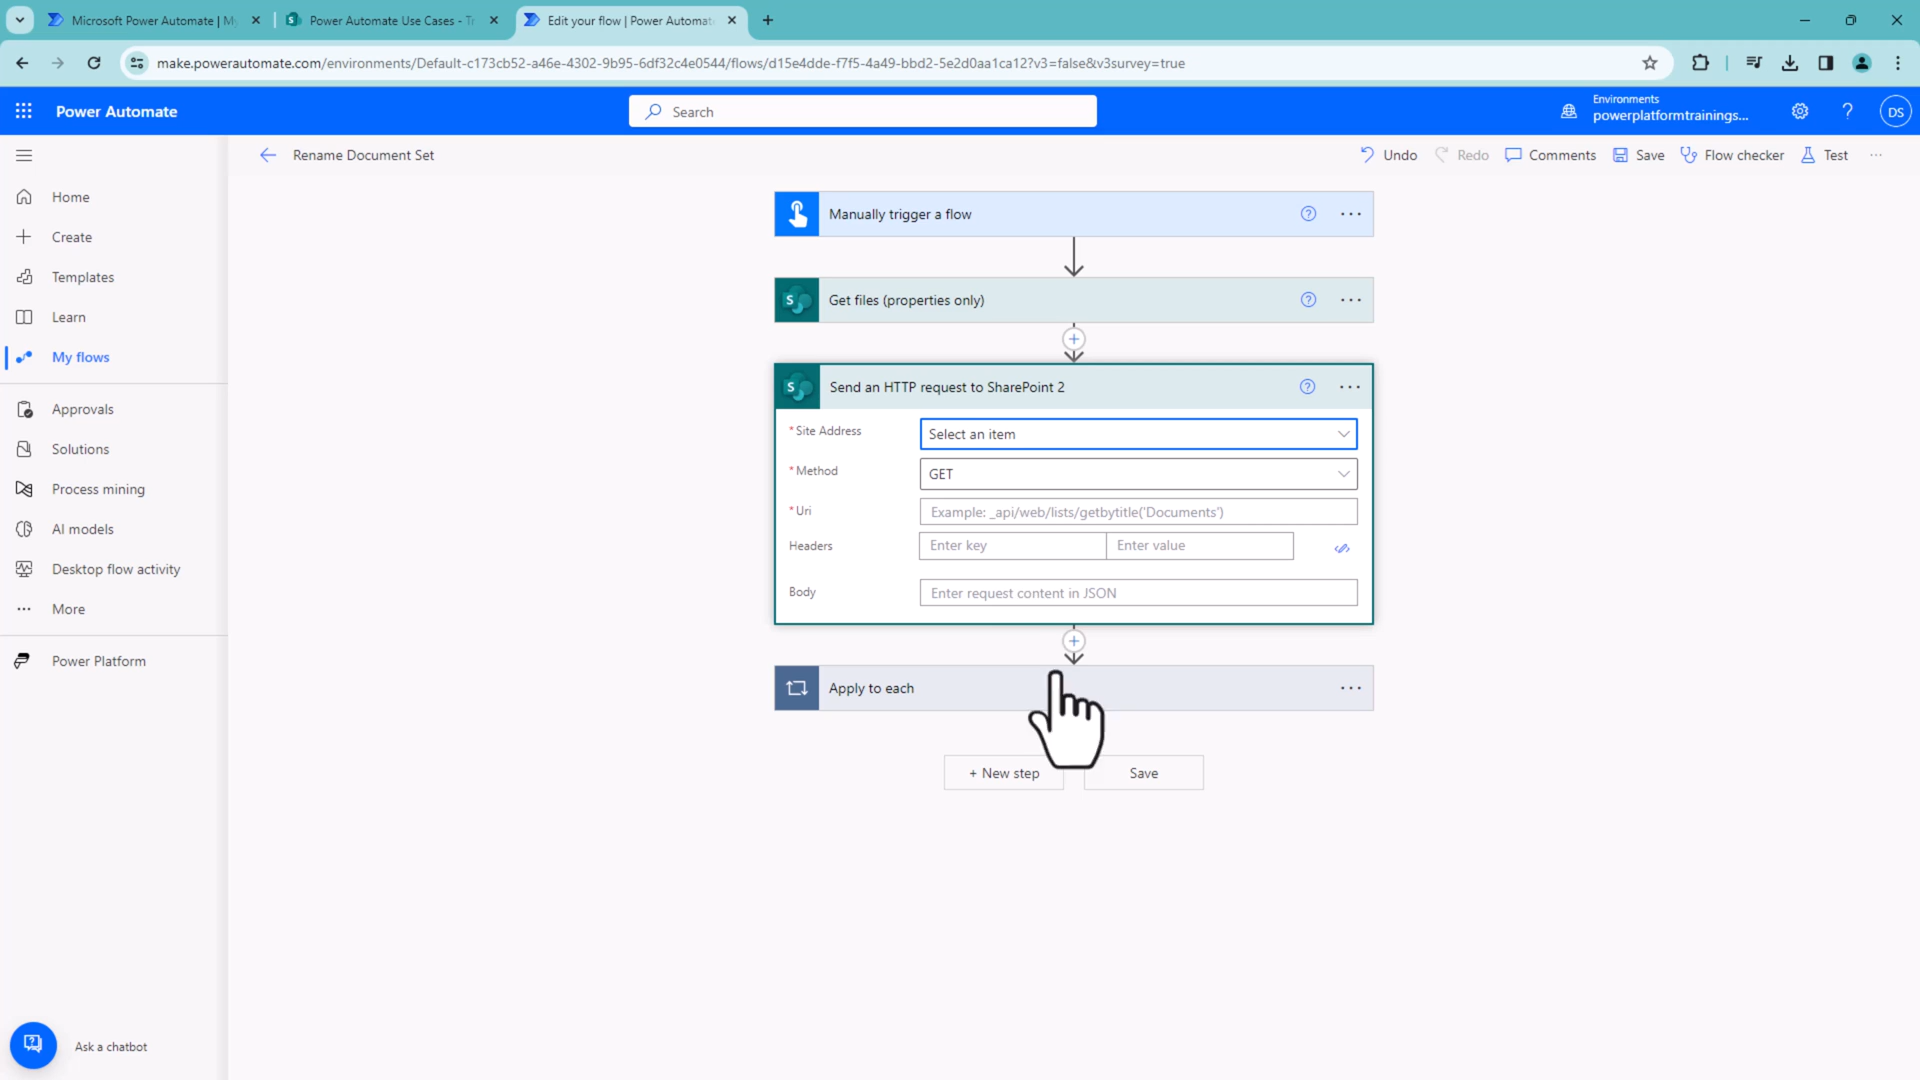 Microsoft Power Automate | My
Power Automate Use Cases - Tr
Edit your flow | Power Automate
make.powerautomate.com/environments/Default-c173cb52-a46e-4302-9b95-6df32c4e0544/flows/d15e4dde-f7f5-4a49-bbd2-5e2d0aa1ca12?v3=false&v3survey=true
Power Automate
Search
Environments
powerplatformtrainings...
DS
Rename Document Set
Undo
Redo
Comments
Save
Flow checker
Test
Home
Create
Templates
Learn
My flows
Approvals
Solutions
Process mining
AI models
Desktop flow activity
More
Power Platform
Ask a chatbot
Manually trigger a flow
Get files (properties only)
Send an HTTP request to SharePoint 2
* Site Address
Select an item
* Method
GET
* Uri
Example: _api/web/lists/getbytitle('Documents')
Headers
Enter key
Enter value
Body
Enter request content in JSON
Apply to each
+ New step
Save